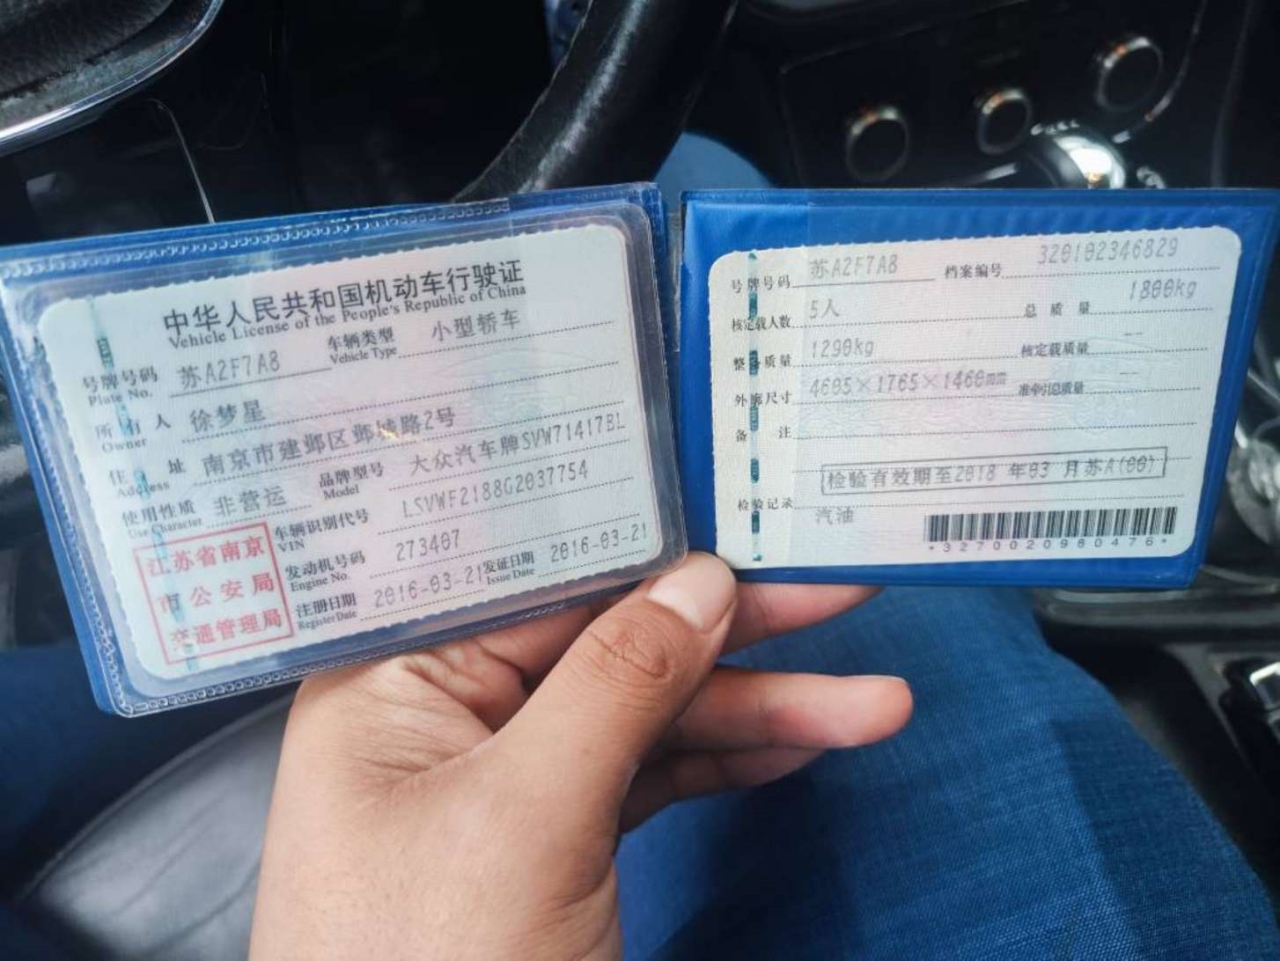 中华人民共和国机动车行驶证
Vehicle License of the People's Republic of China
号牌号码 苏A2F7A8 车辆类型 小型轿车
Plate No. Vehicle Type
所有人 徐梦星
Owner
住址 南京市建邺区邺城路2号
Address
使用性质 非营运 品牌型号 大众汽车牌SVW71417BL
Use Character Model
车辆识别代号 LSVWF2188G2037754
VIN
发动机号码 273407
Engine No.
注册日期 2016-03-21 发证日期 2016-03-21
Register Date Issue Date
江苏省南京
市公安局
交通管理局
号牌号码 苏A2F7A8 档案编号 320102346829
核定载人数 5人 总质量 1800kg
整备质量 1290kg 核定载质量 --
外廓尺寸 4605×1765×1460mm 准牵引总质量 --
备注
检验有效期至2018年03月苏A(00)
检验记录
汽油
*3270020980476*